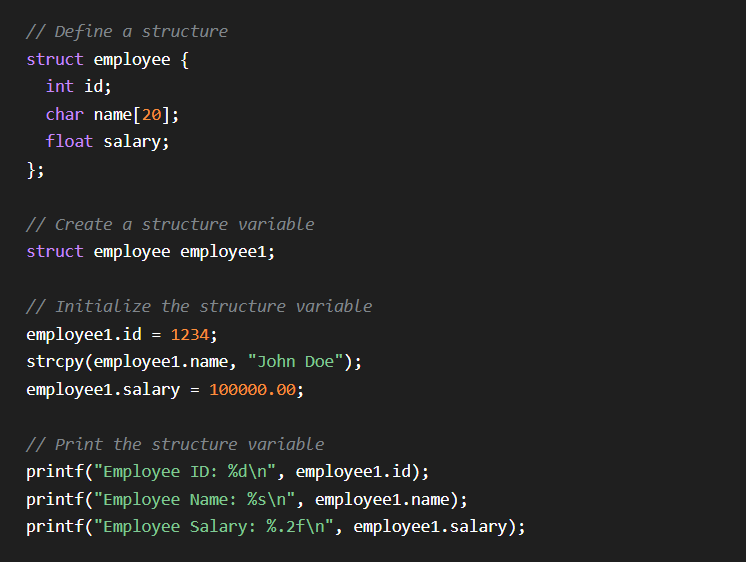 // Define a structure
struct employee {
  int id;
  char name[20];
  float salary;
};

// Create a structure variable
struct employee employee1;

// Initialize the structure variable
employee1.id = 1234;
strcpy(employee1.name, "John Doe");
employee1.salary = 100000.00;

// Print the structure variable
printf("Employee ID: %d\n", employee1.id);
printf("Employee Name: %s\n", employee1.name);
printf("Employee Salary: %.2f\n", employee1.salary);